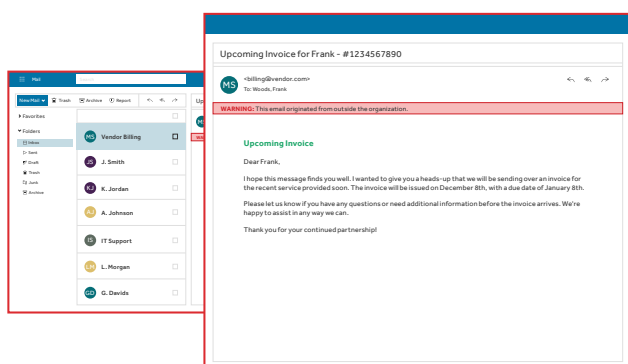 Mail
New Mail
Trash
Archive
Report
Favorites
Folders
Inbox
Sent
Draft
Trash
Junk
Archive
MS Vendor Billing
JS J. Smith
KJ K. Jordan
AJ A. Johnson
IS IT Support
LM L. Morgan
GD G. Davids
Upcoming Invoice for Frank - #1234567890
MS
<billing@vendor.com>
To: Woods, Frank
WARNING: This email originated from outside the organization.
Upcoming Invoice
Dear Frank,
I hope this message finds you well. I wanted to give you a heads-up that we will be sending over an invoice for
the recent service provided soon. The invoice will be issued on December 8th, with a due date of January 8th.
Please let us know if you have any questions or need additional information before the invoice arrives. We're
happy to assist in any way we can.
Thank you for your continued partnership!